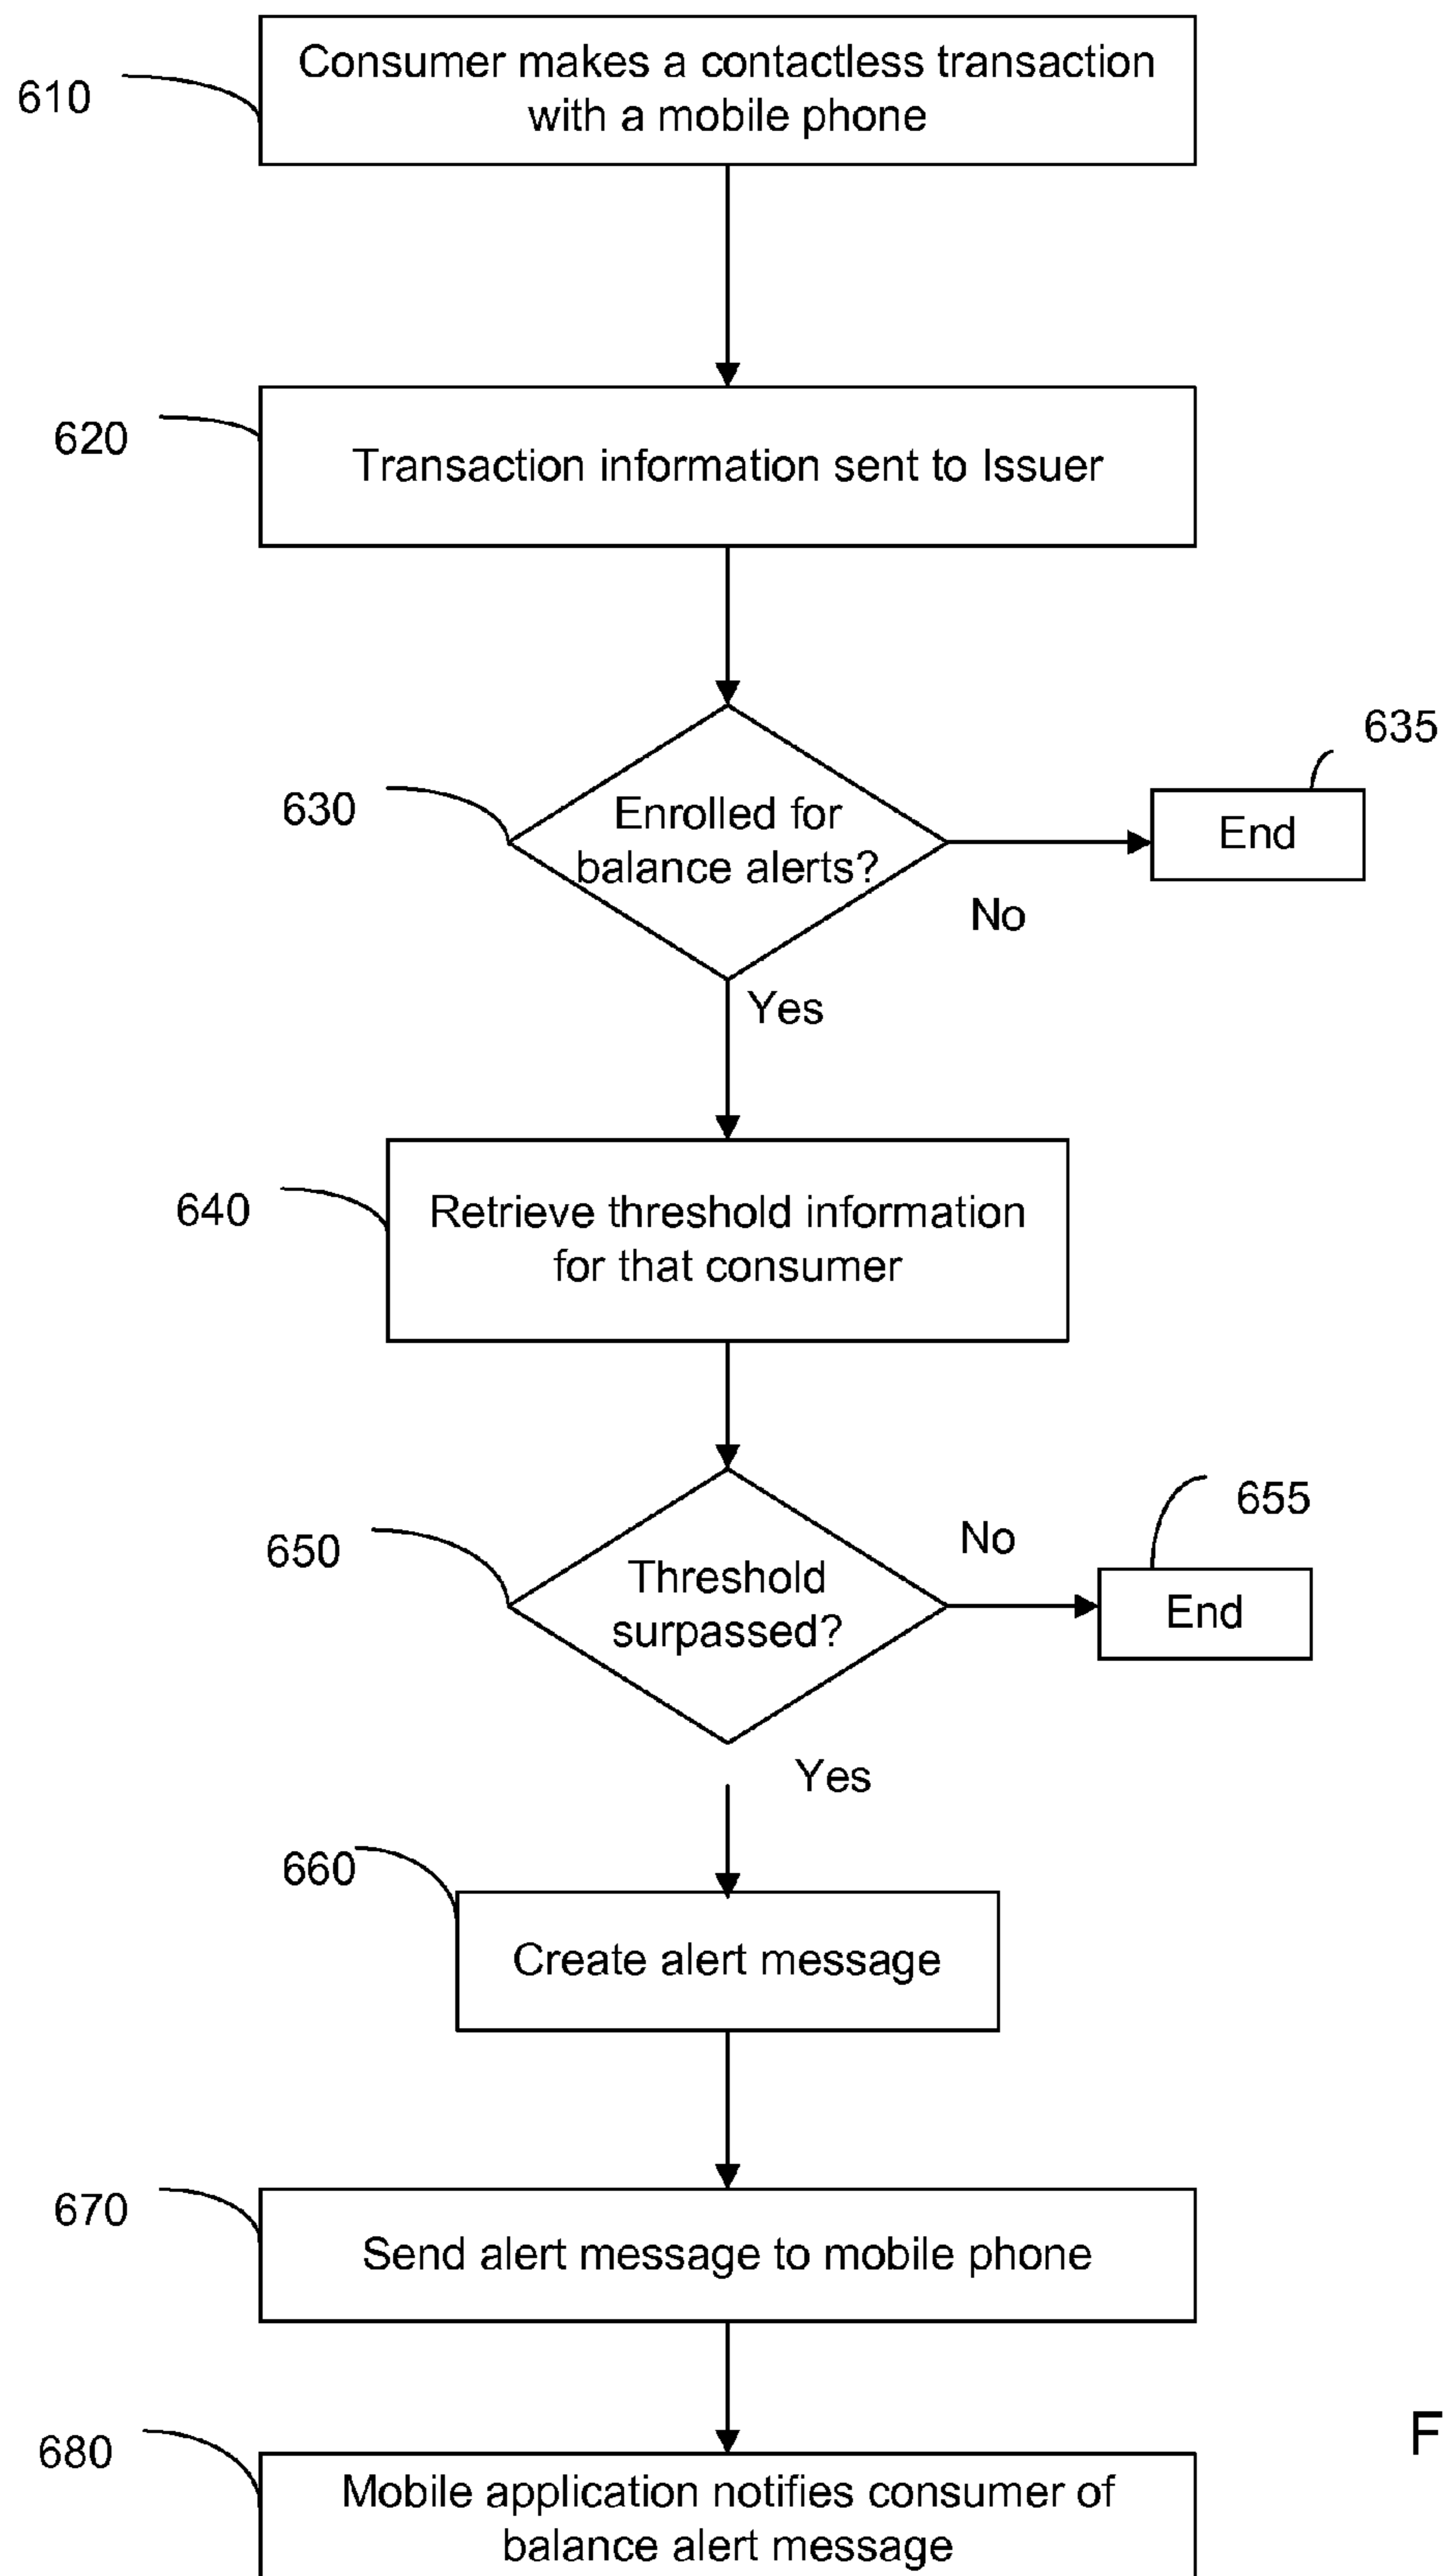 Consumer makes a contactless transaction
with a mobile phone
610
620
Transaction information sent to Issuer
635
630
Enrolled for
balance alerts?
End
No
Yes
640
Retrieve threshold information
for that consumer
655
650
No
Threshold
surpassed?
End
Yes
660
Create alert message
670
Send alert message to mobile phone
F
680
Mobile application notifies consumer of
balance alert message